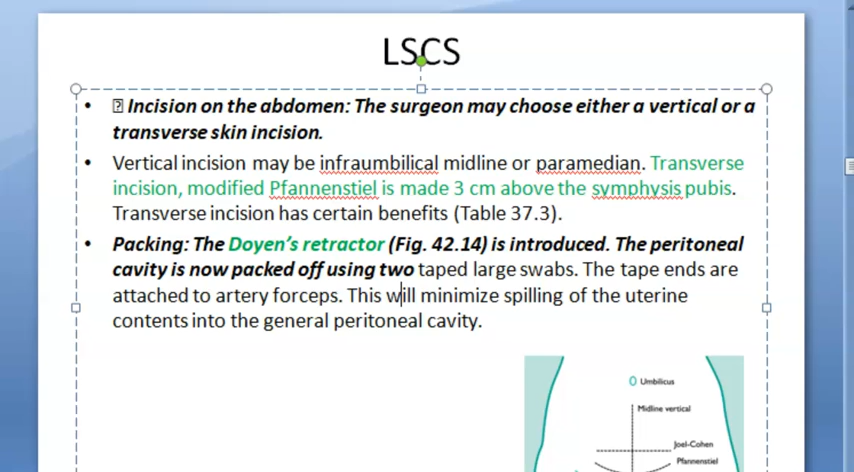 LSCS
• Incision on the abdomen: The surgeon may choose either a vertical or a
transverse skin incision.
• Vertical incision may be infraumbilical midline or paramedian. Transverse
incision, modified Pfannenstiel is made 3 cm above the symphysis pubis.
Transverse incision has certain benefits (Table 37.3).
• Packing: The Doyen’s retractor (Fig. 42.14) is introduced. The peritoneal
cavity is now packed off using two taped large swabs. The tape ends are
attached to artery forceps. This will minimize spilling of the uterine
contents into the general peritoneal cavity.
Umbilicus
Midline vertical
Joel-Cohen
Pfannenstiel